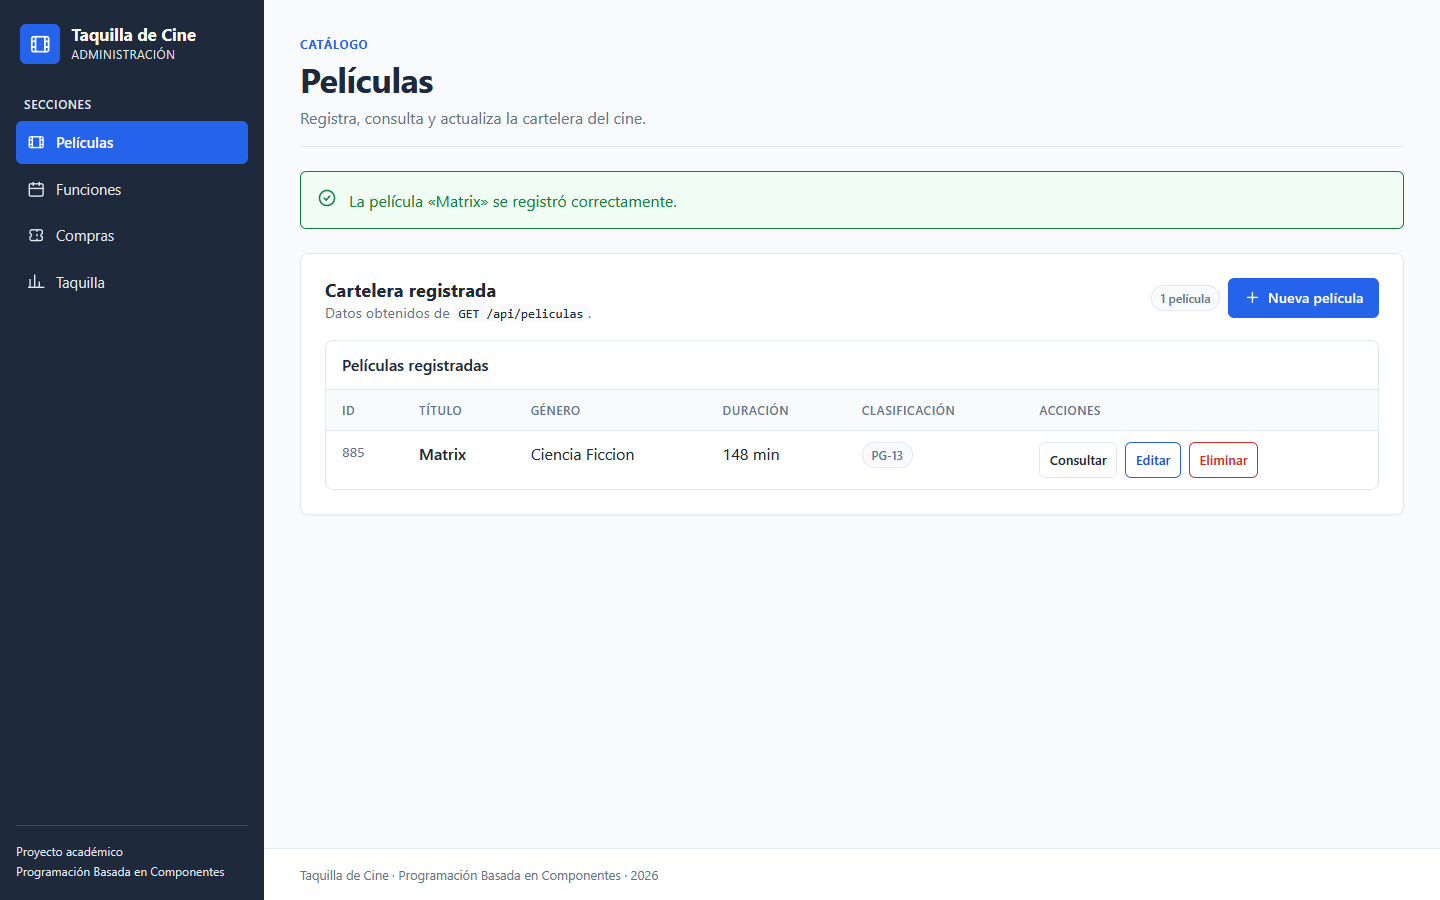 Taquilla de Cine
ADMINISTRACIÓN
SECCIONES
Películas
Funciones
Compras
Taquilla
Proyecto académico
Programación Basada en Componentes
CATÁLOGO
Películas
Registra, consulta y actualiza la cartelera del cine.
La película «Matrix» se registró correctamente.
Cartelera registrada
Datos obtenidos de GET /api/peliculas .
1 película
Nueva película
Películas registradas
ID TÍTULO GÉNERO DURACIÓN CLASIFICACIÓN ACCIONES
885 Matrix Ciencia Ficcion 148 min PG-13 Consultar Editar Eliminar
Taquilla de Cine · Programación Basada en Componentes · 2026